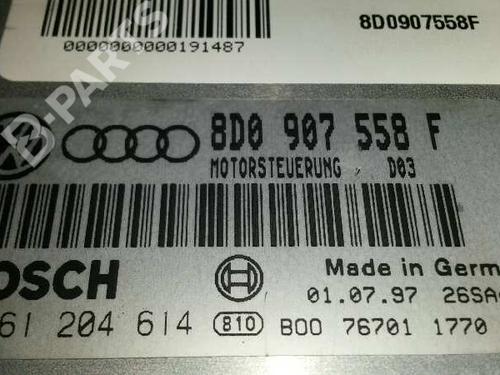 8D0907558F
0000000000191487
B-PARTS
8D0 907 558 F
MOTORSTEUERUNG, D03
BOSCH
Made in Germ
01.07.97 26SA
61 204 614 810 B00 76701 1770